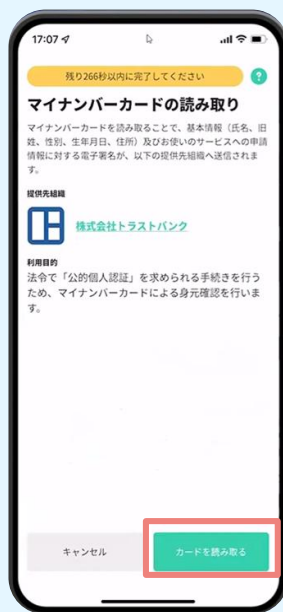 17:07
残り266秒以内に完了してください
?
マイナンバーカードの読み取り
マイナンバーカードを読み取ることで、基本情報（氏名、旧
姓、性別、生年月日、住所）及びお使いのサービスへの申請
情報に対する電子署名が、以下の提供先組織へ送信されま
す。
提供先組織
株式会社トラストバンク
利用目的
法令で「公的個人認証」を求められる手続きを行う
ため、マイナンバーカードによる身元確認を行いま
す。
キャンセル
カードを読み取る